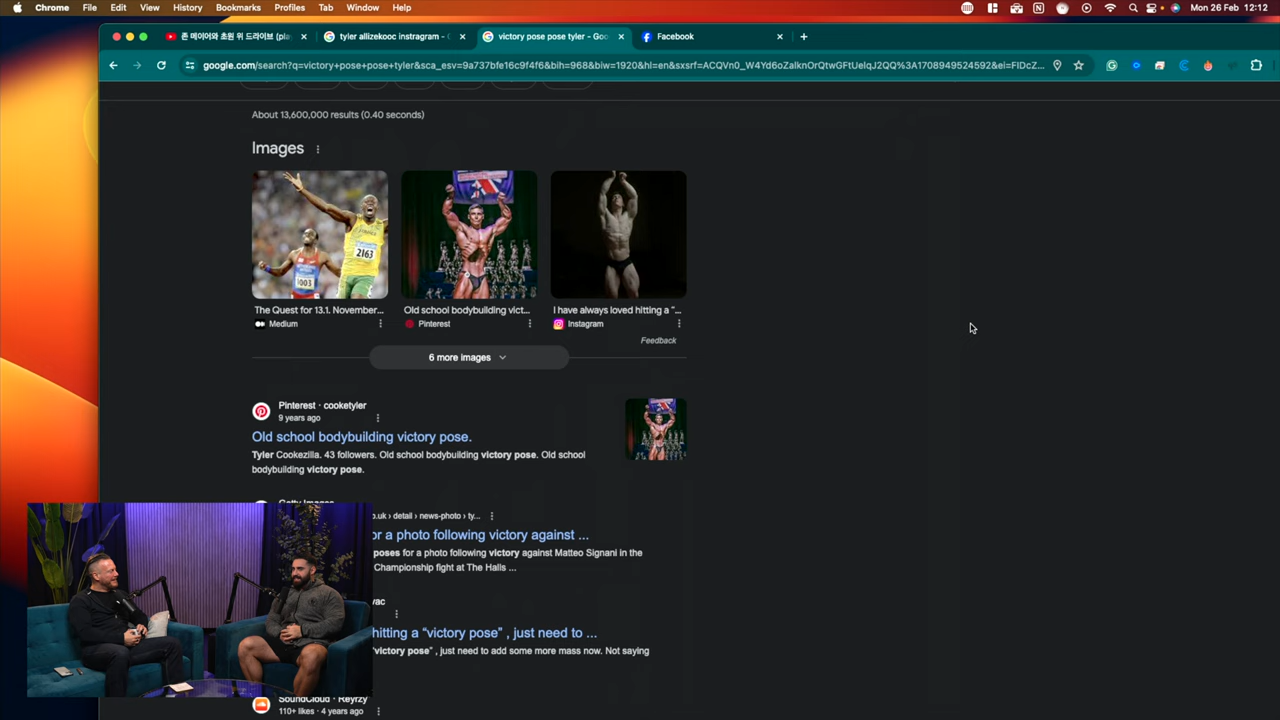 Chrome File Edit View History Bookmarks Profiles Tab Window Help
Mon 26 Feb 12:12
존 메이어와 초원 위 드라이브 (pla
tyler allizekooc instragram -
victory pose pose tyler - Goo
Facebook
google.com/search?q=victory+pose+pose+tyler&sca_esv=9a737bfe16c9f4f6&bih=968&biw=1920&hl=en&sxsrf=ACQVn0_W4Yd6oZalknOrQtwGFtUelqJ2QQ%3A1708949524592&ei=FIDcZ...
About 13,600,000 results (0.40 seconds)
Images
2163
1003
The Quest for 13.1. November...
Medium
Old school bodybuilding vict...
Pinterest
I have always loved hitting a "...
Instagram
Feedback
6 more images
Pinterest · cooketyler
9 years ago
Old school bodybuilding victory pose.
Tyler Cookezilla. 43 followers. Old school bodybuilding victory pose. Old school
bodybuilding victory pose.
Getty Images
o.uk › detail › news-photo › ty...
or a photo following victory against ...
poses for a photo following victory against Matteo Signani in the
Championship fight at The Halls ...
vac
hitting a “victory pose” , just need to ...
“victory pose” , just need to add some more mass now. Not saying
SoundCloud · Reyrzy
110+ likes · 4 years ago